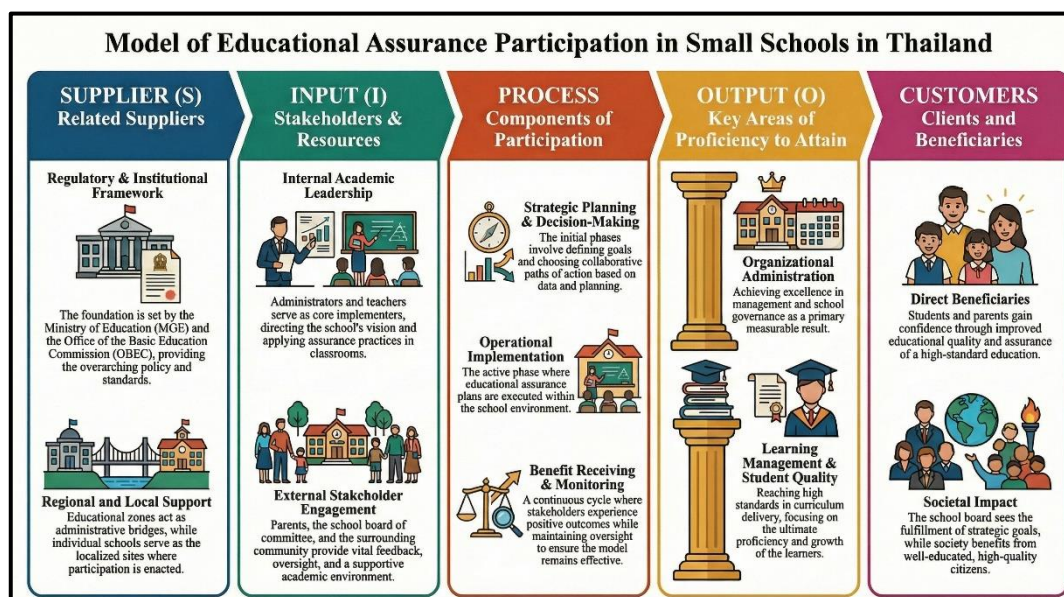 Model of Educational Assurance Participation in Small Schools in Thailand
SUPPLIER (S)
Related Suppliers
Regulatory & Institutional
Framework
The foundation is set by the
Ministry of Education (MGE) and
the Office of the Basic Education
Commission (OBEC), providing
the overarching policy and
standards.
Regional and Local Support
Educational zones act as
administrative bridges, while
individual schools serve as the
localized sites where
participation is enacted.
INPUT (I)
Stakeholders &
Resources
Internal Academic
Leadership
Administrators and teachers
serve as core implementers,
directing the school's vision and
applying assurance practices in
classrooms.
External Stakeholder
Engagement
Parents, the school board of
committee, and the surrounding
community provide vital feedback,
oversight, and a supportive
academic environment.
PROCESS
Components of
Participation
Strategic Planning
& Decision-Making
The initial phases
involve defining goals
and choosing collaborative
paths of action based on
data and planning.
Operational
Implementation
The active phase where
educational assurance
plans are executed within
the school environment.
Benefit Receiving
& Monitoring
A continuous cycle where
stakeholders experience
positive outcomes while
maintaining oversight
to ensure the model
remains effective.
OUTPUT (O)
Key Areas of
Proficiency to Attain
Organizational
Administration
Achieving excellence in
management and school
governance as a primary
measurable result.
Learning
Management &
Student Quality
Reaching high
standards in curriculum
delivery, focusing on
the ultimate
proficiency and growth
of the learners.
CUSTOMERS
Clients and
Beneficiaries
Direct Beneficiaries
Students and parents gain
confidence through improved
educational quality and assurance
of a high-standard education.
Societal Impact
The school board sees the
fulfillment of strategic goals,
while society benefits from
well-educated, high-quality
citizens.